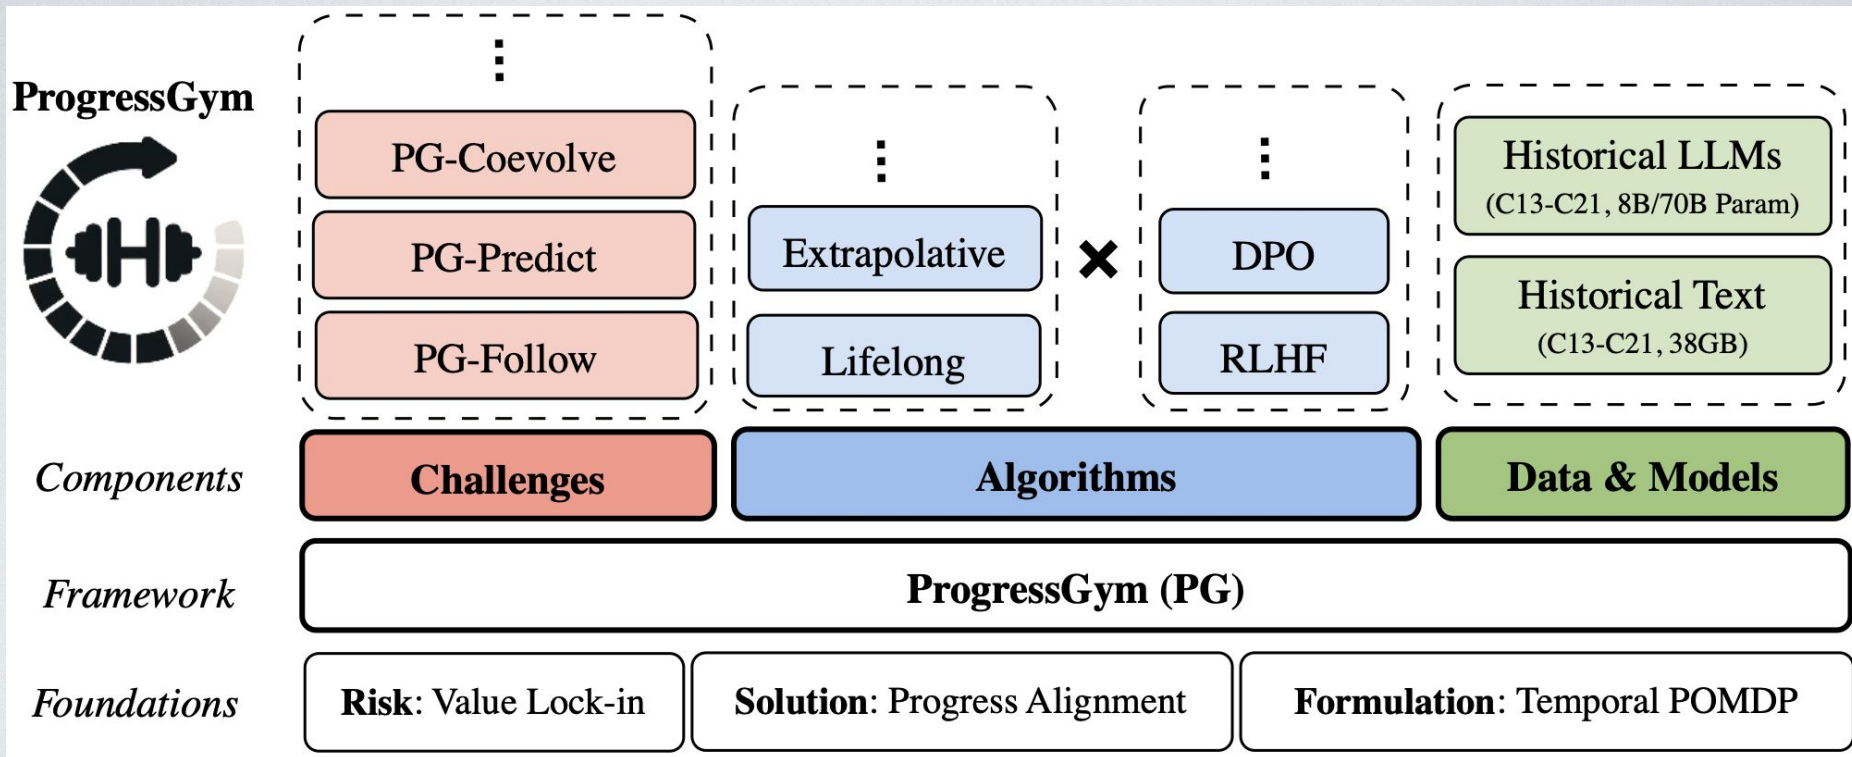 ProgressGym
H
⋮
PG-Coevolve
PG-Predict
PG-Follow
⋮
Extrapolative
Lifelong
×
⋮
DPO
RLHF
Historical LLMs
(C13-C21, 8B/70B Param)
Historical Text
(C13-C21, 38GB)
Components
Challenges
Algorithms
Data & Models
Framework
ProgressGym (PG)
Foundations
Risk: Value Lock-in
Solution: Progress Alignment
Formulation: Temporal POMDP